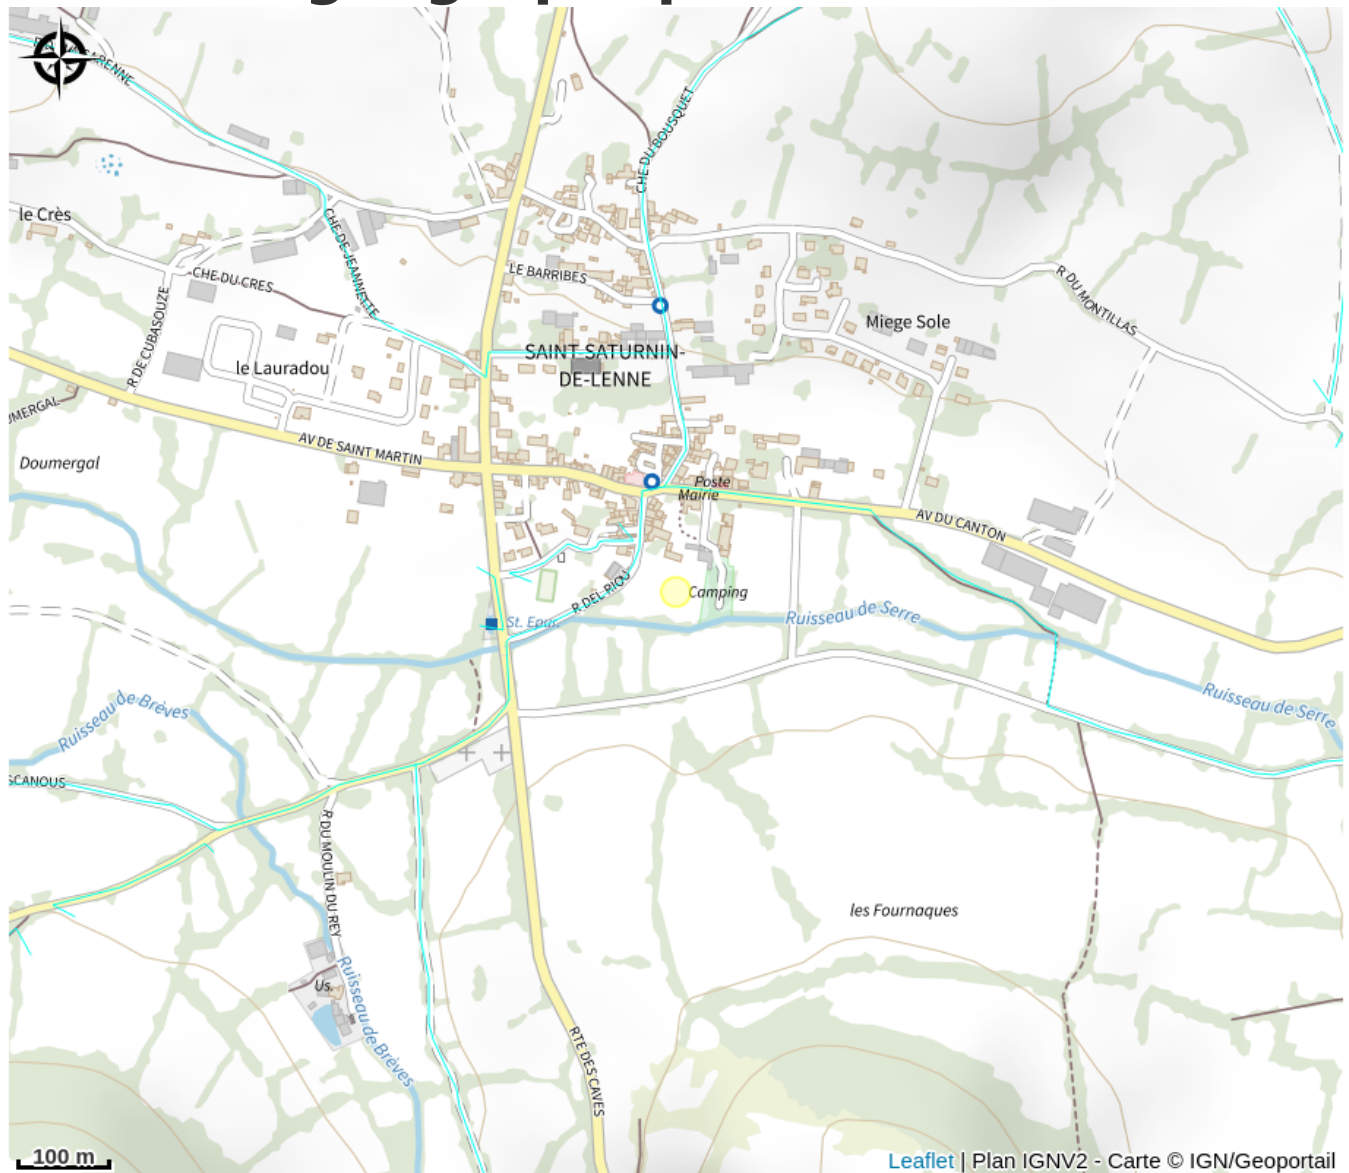 le Crès
CHE DU BOUSQUET
CHE DE JEANNETTE
CHE DU CRES
R DE CUBASOUZE
LE BARRIBES
R DU MONTILLAS
Miege Sole
SAINT SATURNIN-
DE-LENNE
le Lauradou
AV DE SAINT MARTIN
Doumergal
Poste
Mairie
AV DU CANTON
R DEL RIOU
Camping
St. Epur.
Ruisseau de Serre
Ruisseau de Serre
Ruisseau de Brèves
SCANOUS
R DU MOULIN DU REY
les Fournaques
Us.
Ruisseau de Brèves
RTE DES CAVES
100 m
Leaflet | Plan IGNV2 - Carte © IGN/Geoportail